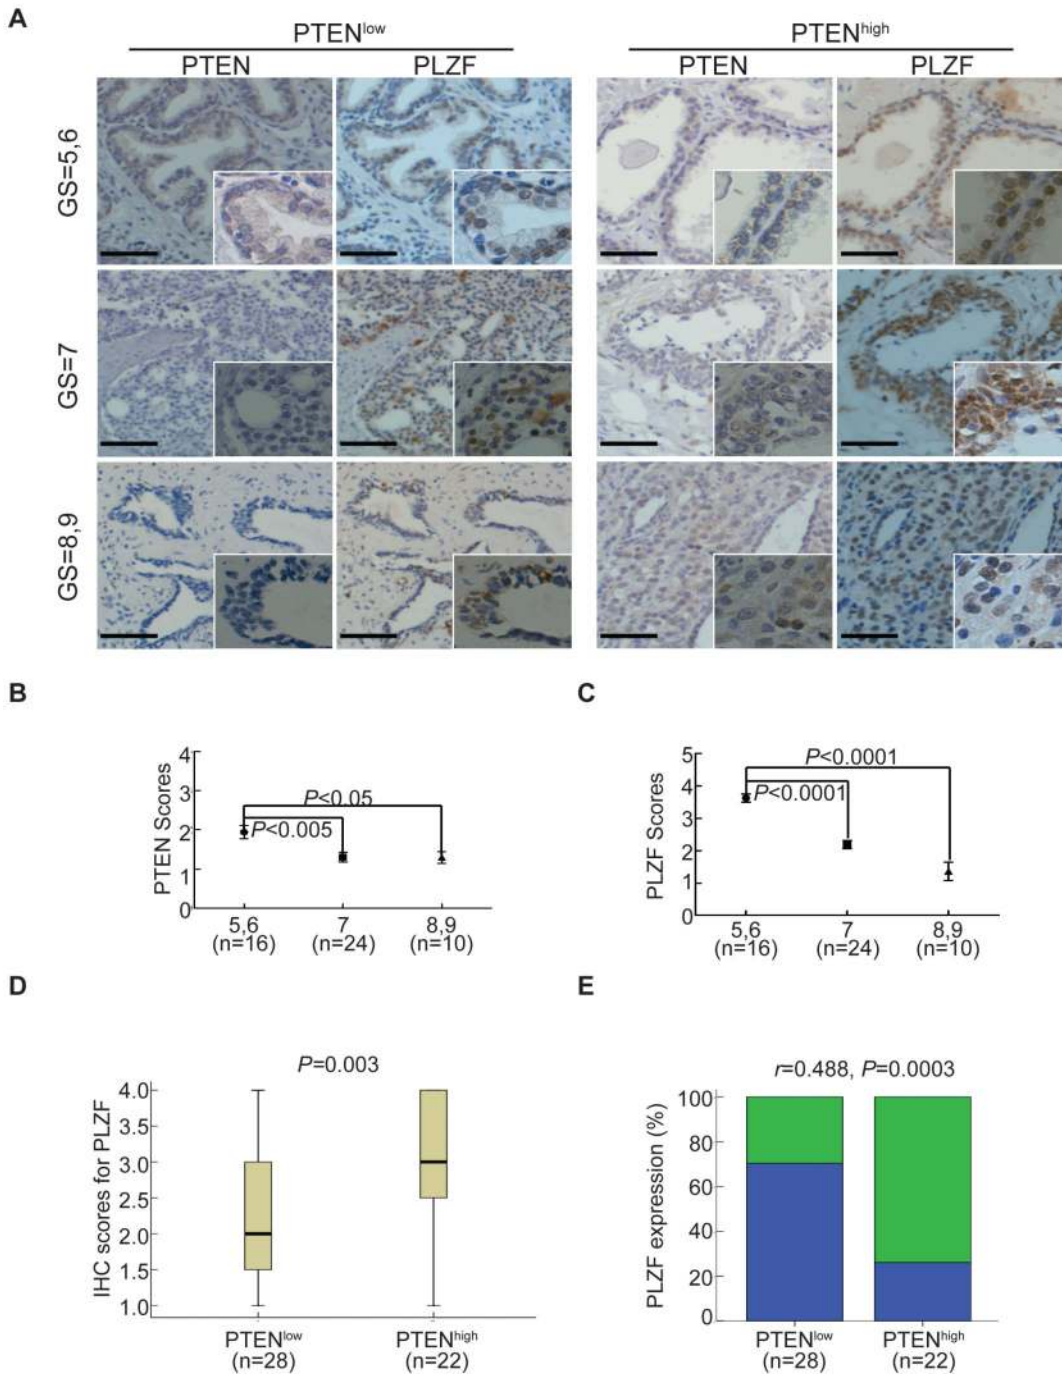 A
PTENlow
PTENhigh
PTEN
PLZF
PTEN
PLZF
GS=5,6
GS=7
GS=8,9
B
PTEN Scores
4
3
2
1
0
P<0.05
P<0.005
5,6
7
8,9
(n=16)
(n=24)
(n=10)
C
PLZF Scores
5
4
3
2
1
0
P<0.0001
P<0.0001
5,6
7
8,9
(n=16)
(n=24)
(n=10)
D
P=0.003
IHC scores for PLZF
4.0
3.5
3.0
2.5
2.0
1.5
1.0
PTENlow
PTENhigh
(n=28)
(n=22)
E
r=0.488, P=0.0003
PLZF expression (%)
100
80
60
40
20
0
PTENlow
PTENhigh
(n=28)
(n=22)